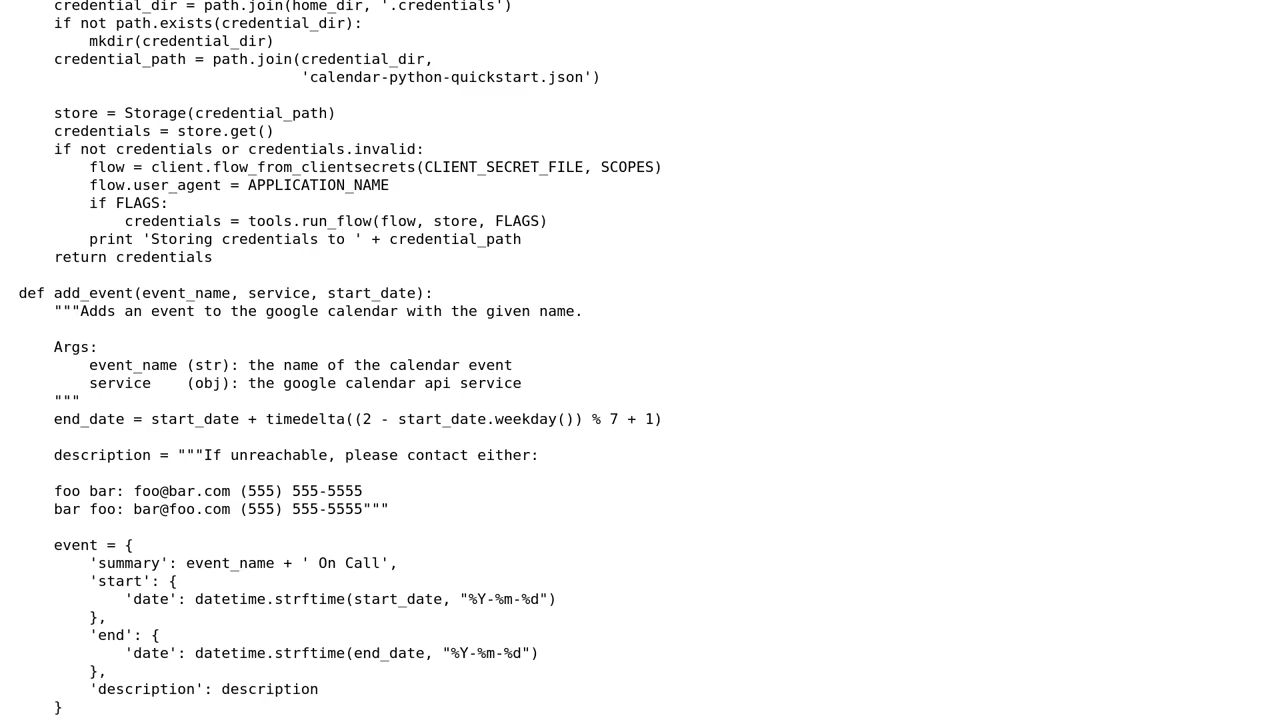 credential_dir = path.join(home_dir, '.credentials')
    if not path.exists(credential_dir):
        mkdir(credential_dir)
    credential_path = path.join(credential_dir,
                                'calendar-python-quickstart.json')

    store = Storage(credential_path)
    credentials = store.get()
    if not credentials or credentials.invalid:
        flow = client.flow_from_clientsecrets(CLIENT_SECRET_FILE, SCOPES)
        flow.user_agent = APPLICATION_NAME
        if FLAGS:
            credentials = tools.run_flow(flow, store, FLAGS)
        print 'Storing credentials to ' + credential_path
    return credentials

def add_event(event_name, service, start_date):
    """Adds an event to the google calendar with the given name.

    Args:
        event_name (str): the name of the calendar event
        service    (obj): the google calendar api service
    """
    end_date = start_date + timedelta((2 - start_date.weekday()) % 7 + 1)

    description = """If unreachable, please contact either:

    foo bar: foo@bar.com (555) 555-5555
    bar foo: bar@foo.com (555) 555-5555"""

    event = {
        'summary': event_name + ' On Call',
        'start': {
            'date': datetime.strftime(start_date, "%Y-%m-%d")
        },
        'end': {
            'date': datetime.strftime(end_date, "%Y-%m-%d")
        },
        'description': description
    }